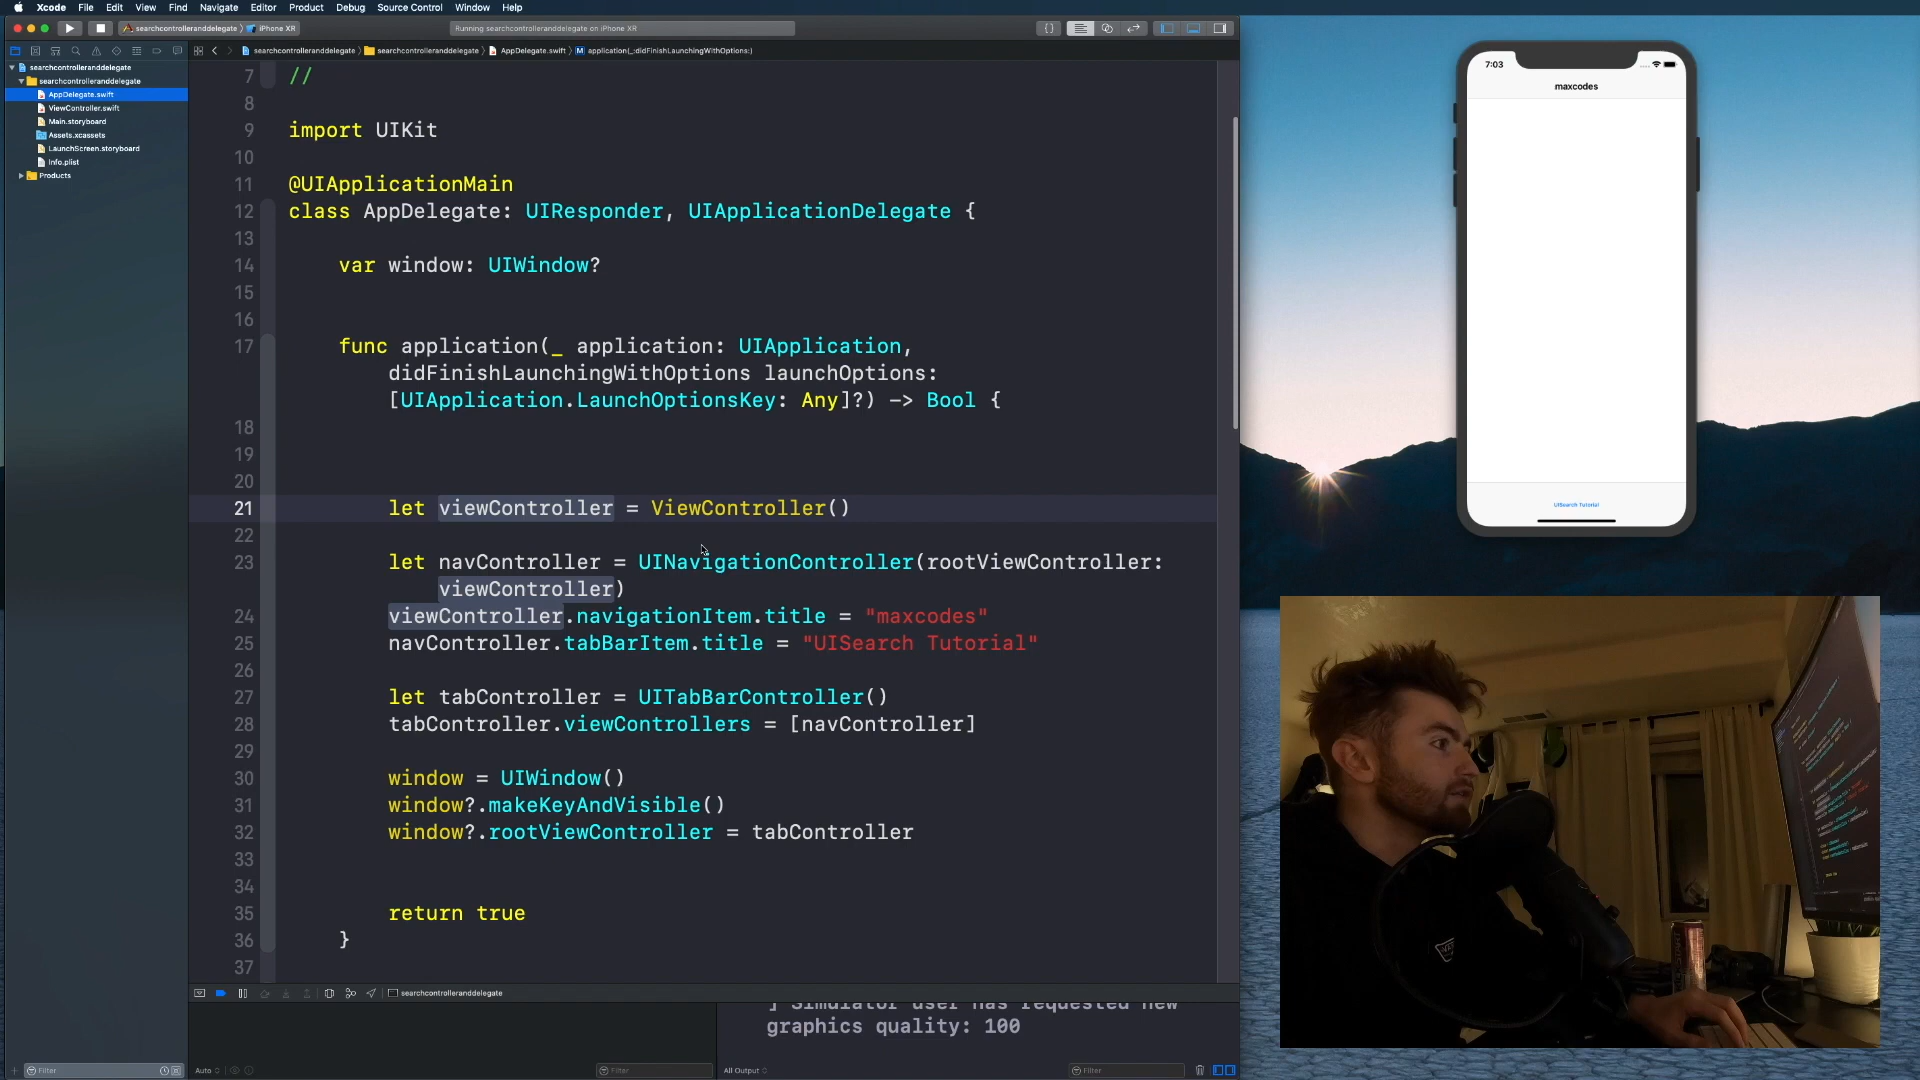 Xcode File Edit View Find Navigate Editor Product Debug Source Control Window Help
searchcontrolleranddelegate iPhone XR
Running searchcontrolleranddelegate on iPhone XR
searchcontrolleranddelegate searchcontrolleranddelegate AppDelegate.swift M application(_:didFinishLaunchingWithOptions:)
searchcontrolleranddelegate
searchcontrolleranddelegate
AppDelegate.swift
ViewController.swift
Main.storyboard
Assets.xcassets
LaunchScreen.storyboard
Info.plist
Products
7 //
8
9 import UIKit
10
11 @UIApplicationMain
12 class AppDelegate: UIResponder, UIApplicationDelegate {
13
14 var window: UIWindow?
15
16
17 func application(_ application: UIApplication,
didFinishLaunchingWithOptions launchOptions:
[UIApplication.LaunchOptionsKey: Any]?) -> Bool {
18
19
20
21 let viewController = ViewController()
22
23 let navController = UINavigationController(rootViewController:
viewController)
24 viewController.navigationItem.title = "maxcodes"
25 navController.tabBarItem.title = "UISearch Tutorial"
26
27 let tabController = UITabBarController()
28 tabController.viewControllers = [navController]
29
30 window = UIWindow()
31 window?.makeKeyAndVisible()
32 window?.rootViewController = tabController
33
34
35 return true
36 }
37
searchcontrolleranddelegate
] Simulator user has requested new
graphics quality: 100
Filter
Auto
Filter
All Output
Filter
7:03
maxcodes
UISearch Tutorial